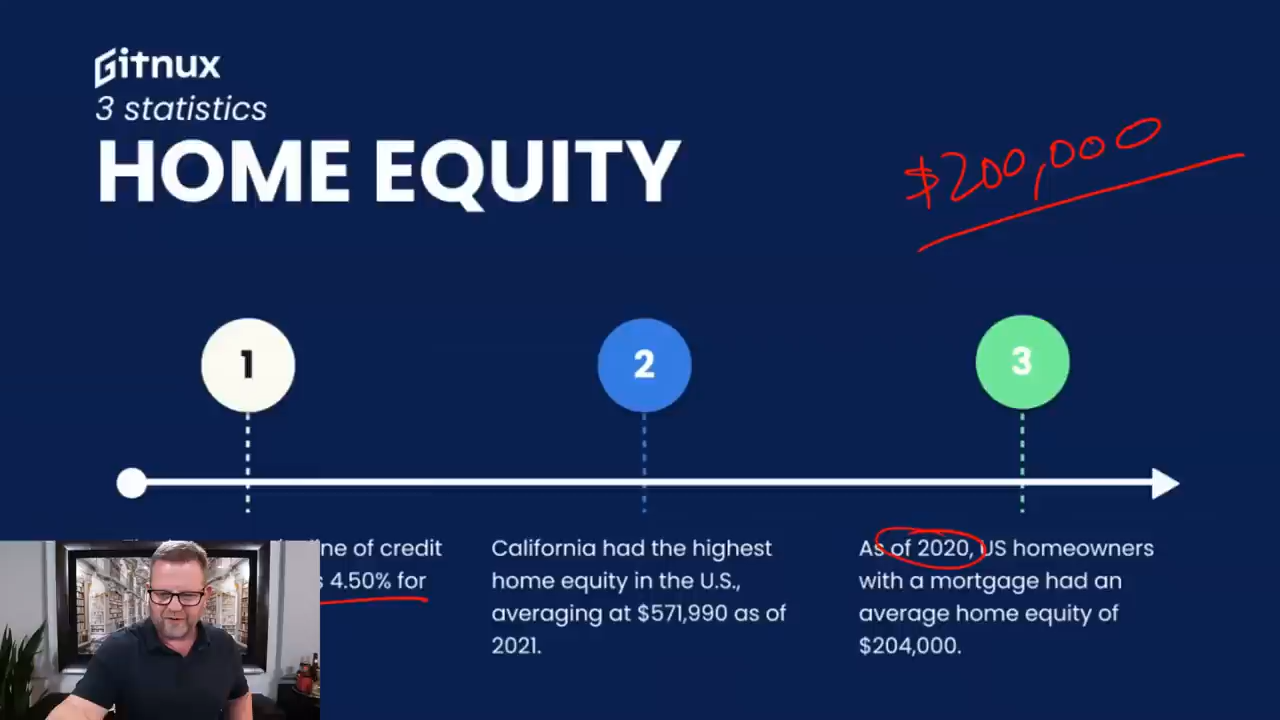 Gitnux
3 statistics
HOME EQUITY
$200,000
1
2
3
line of credit
4.50% for
California had the highest
home equity in the U.S.,
averaging at $571,990 as of
2021.
As of 2020, US homeowners
with a mortgage had an
average home equity of
$204,000.